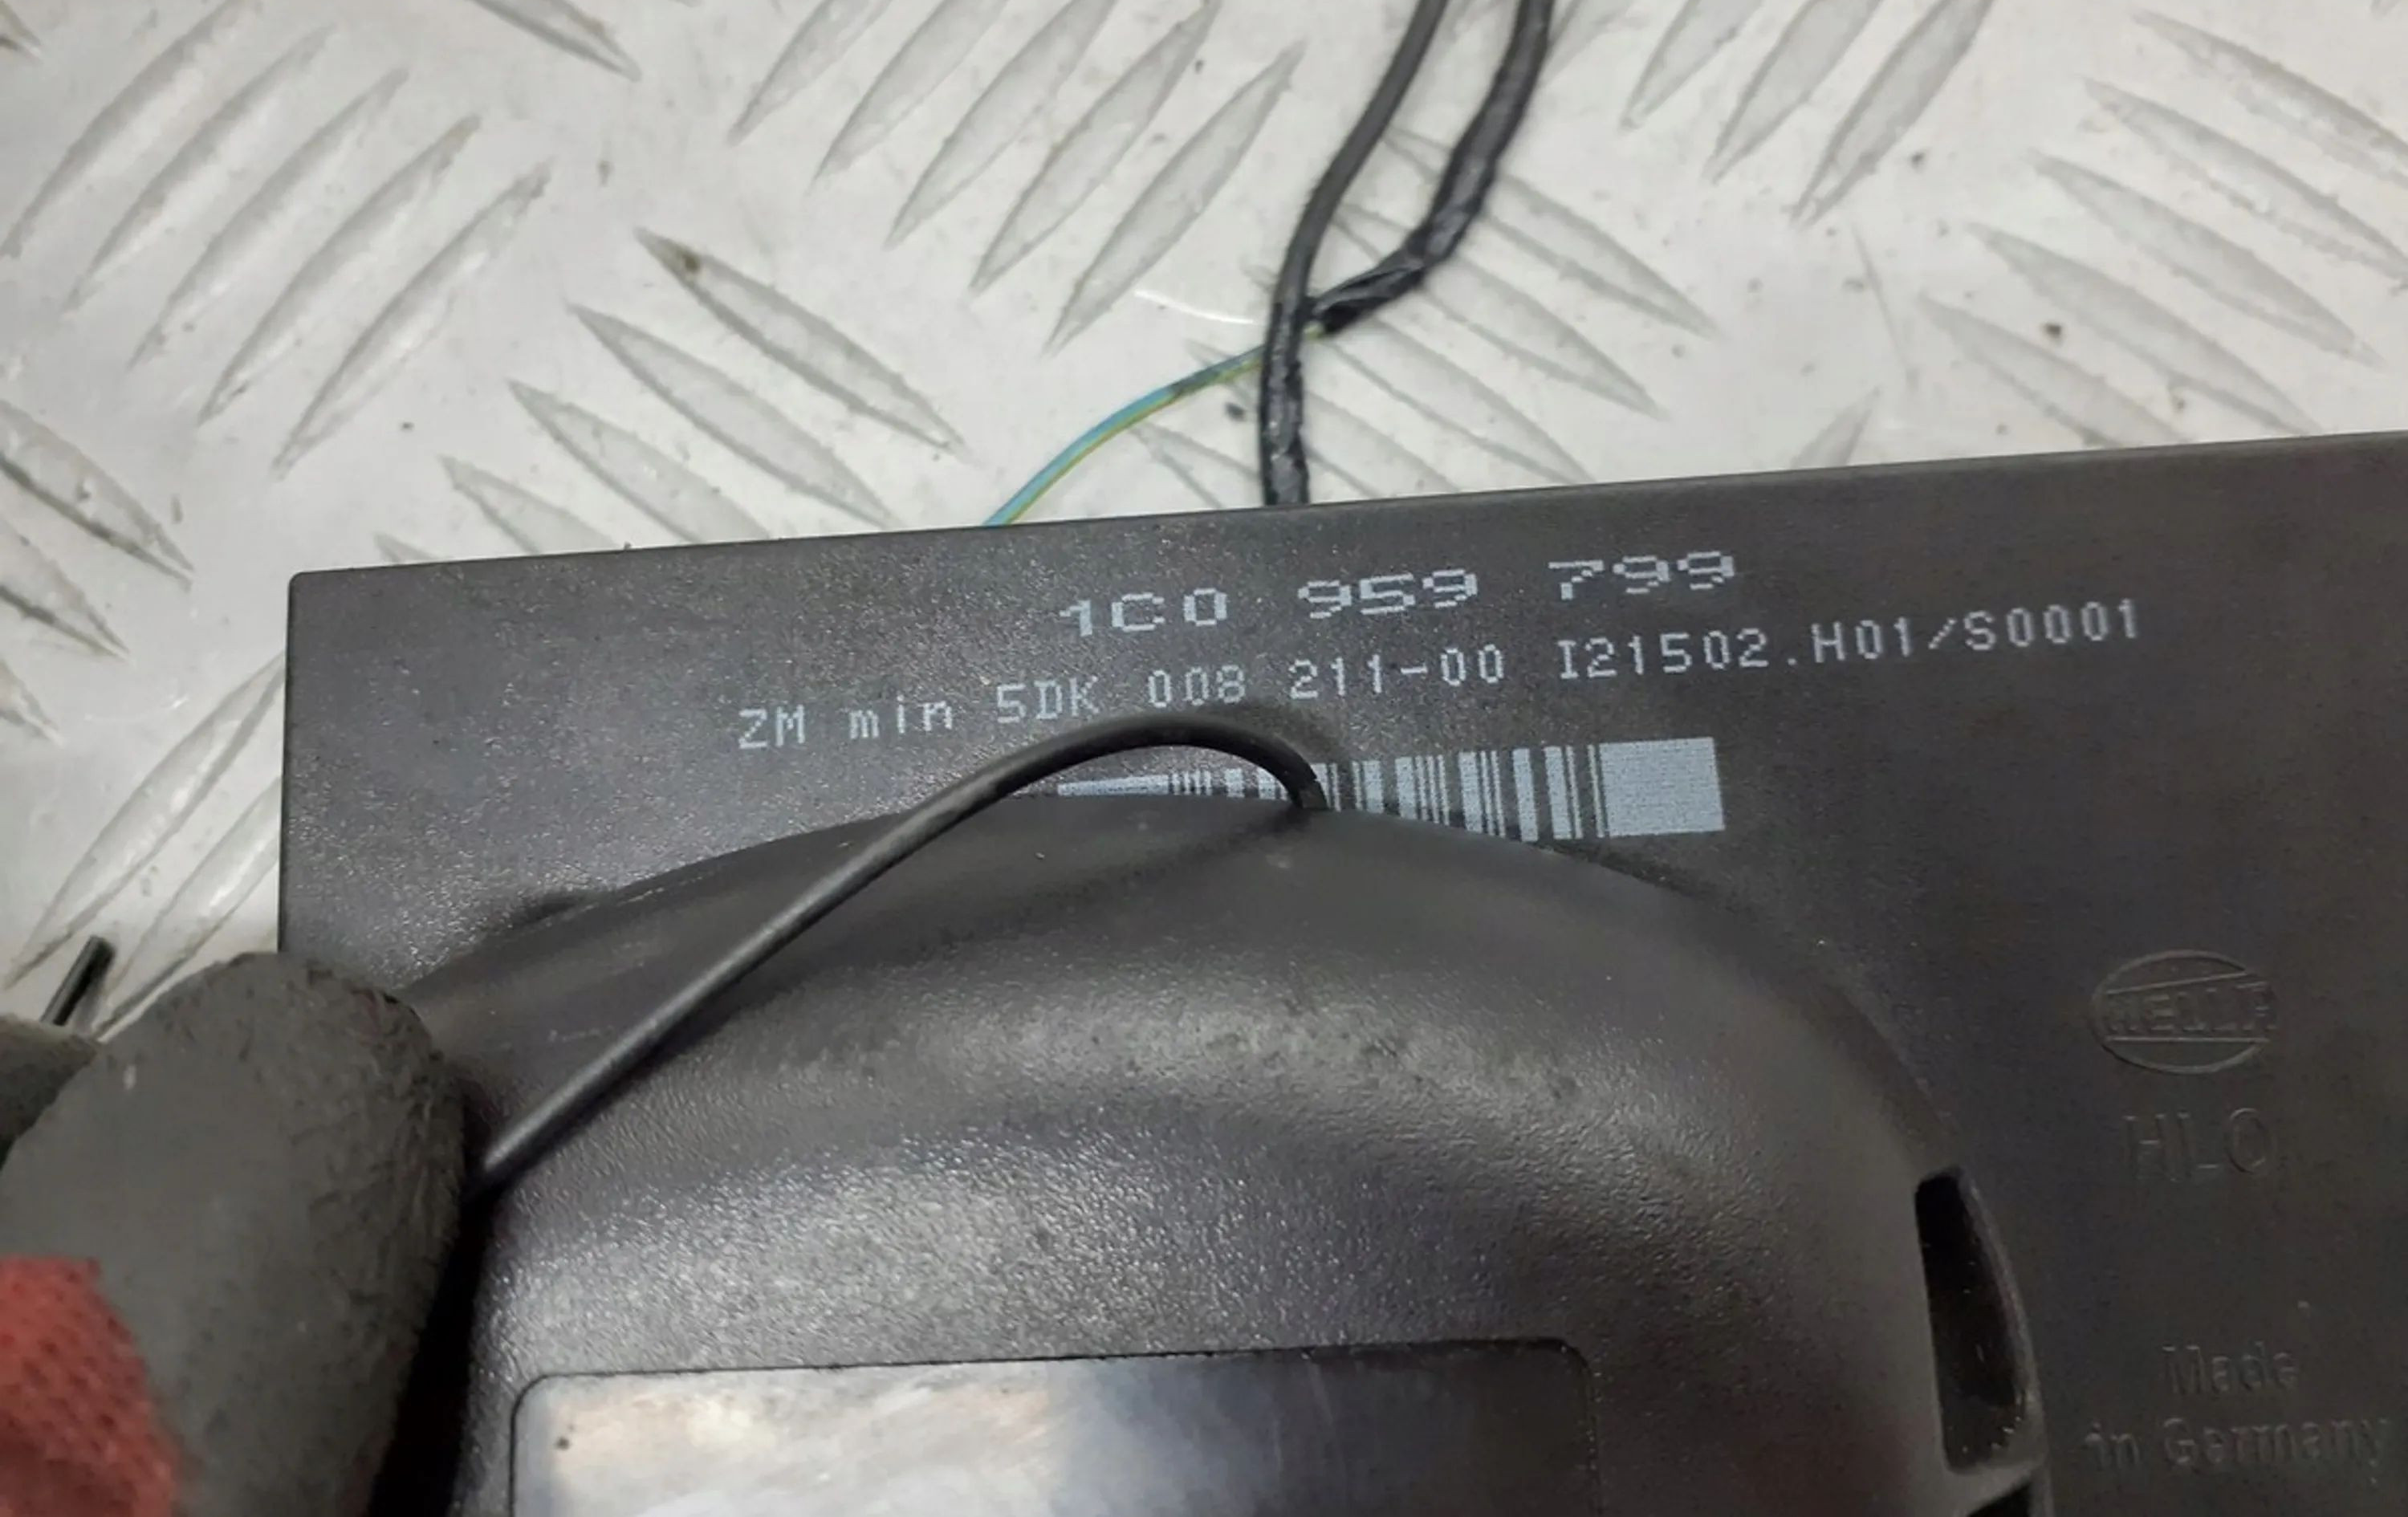 1C0 959 799
ZM min 5DK 008 211-00 I21502.H01/S0001
HELLA
HLO
Made
in Germany